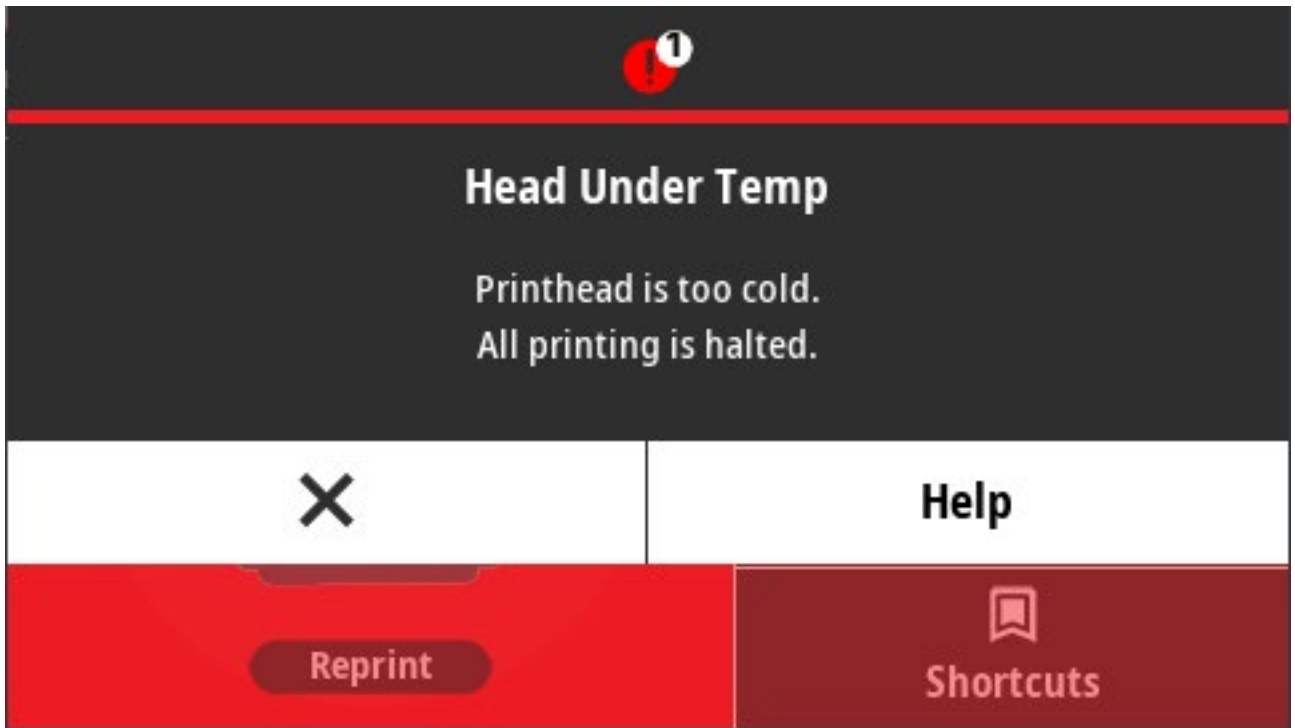 1
Head Under Temp
Printhead is too cold.
All printing is halted.
Help
Reprint
Shortcuts